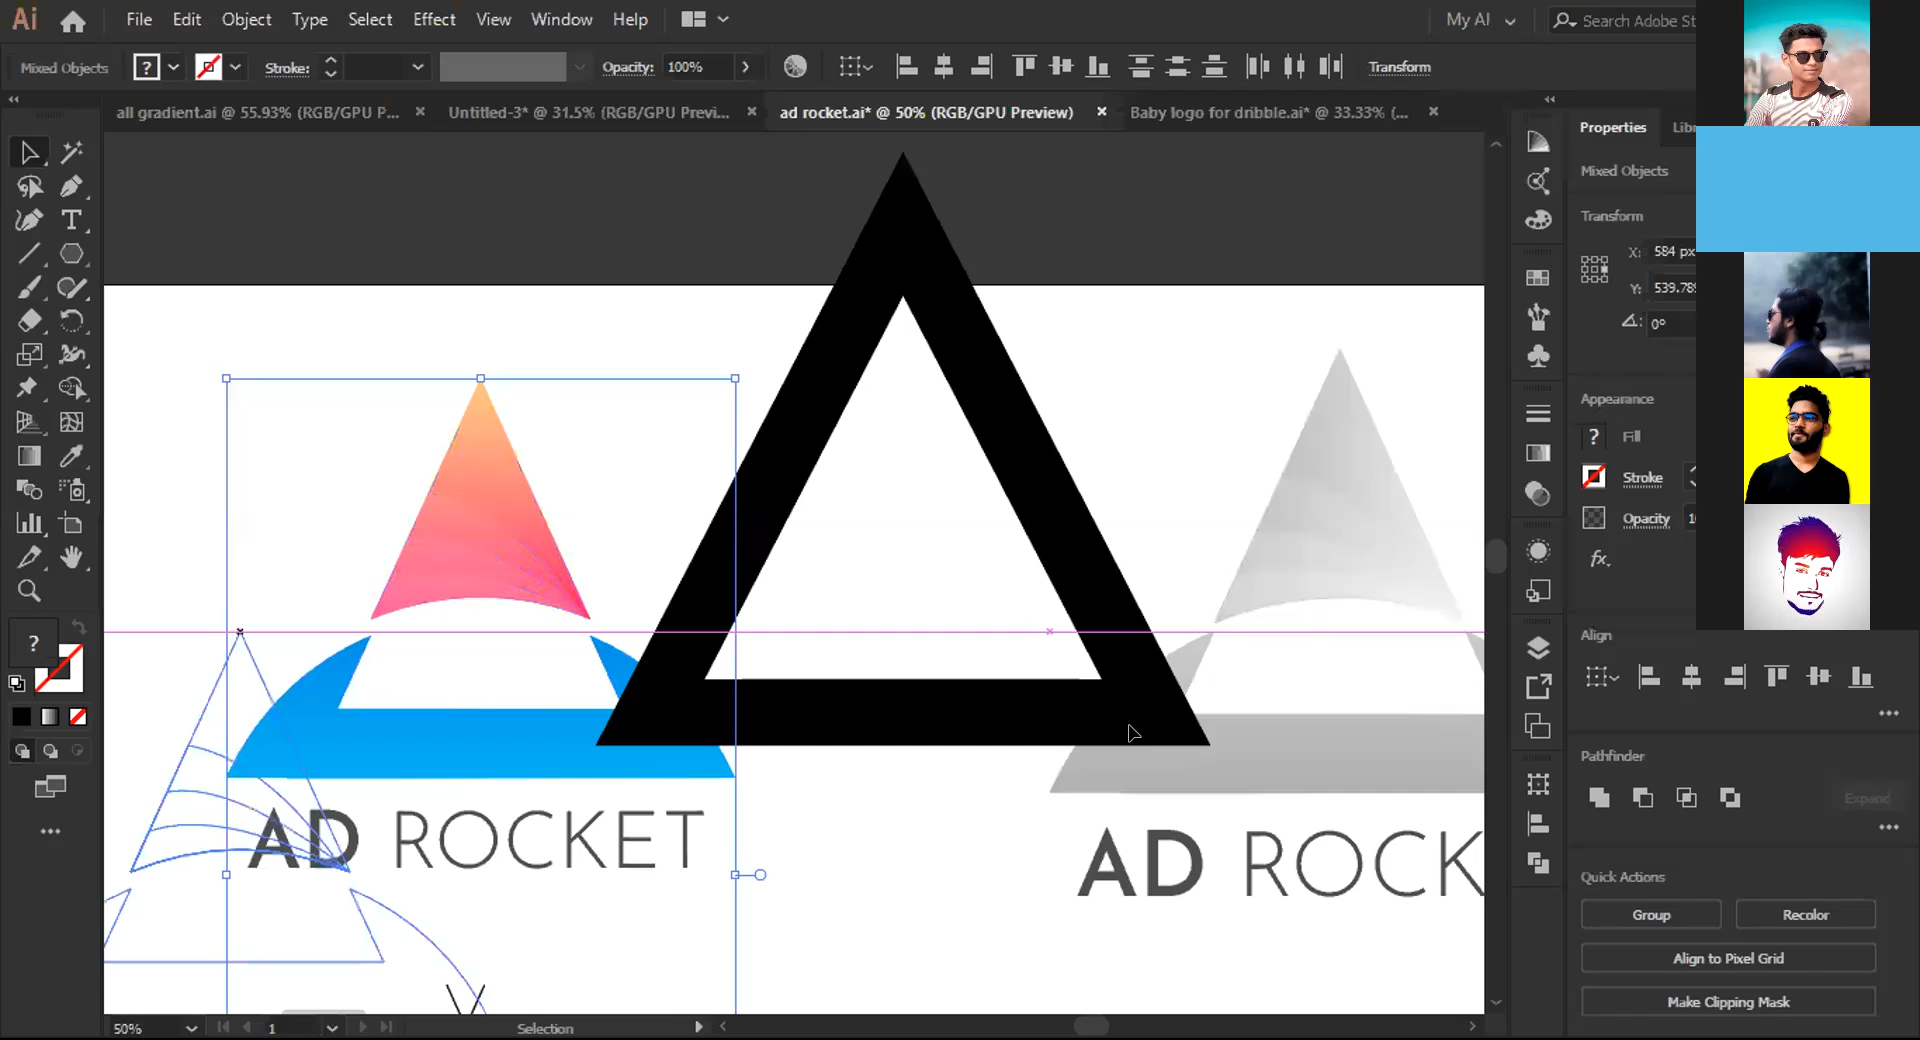 Ai File Edit Object Type Select Effect View Window Help My AI Search Adobe St
Mixed Objects ? Stroke: Opacity: 100% Transform
all gradient.ai @ 55.93% (RGB/GPU P... × Untitled-3* @ 31.5% (RGB/GPU Previ... × ad rocket.ai* @ 50% (RGB/GPU Preview) × Baby logo for dribble.ai* @ 33.33% (... ×
Properties Lib
Mixed Objects
Transform
X: 584 px
Y: 539.789
0°
Appearance
? Fill
Stroke
Opacity 10
fx.
Align
Pathfinder
Expand
Quick Actions
Group Recolor
Align to Pixel Grid
Make Clipping Mask
T
?
AD ROCKET
AD ROCK
50% 1 Selection